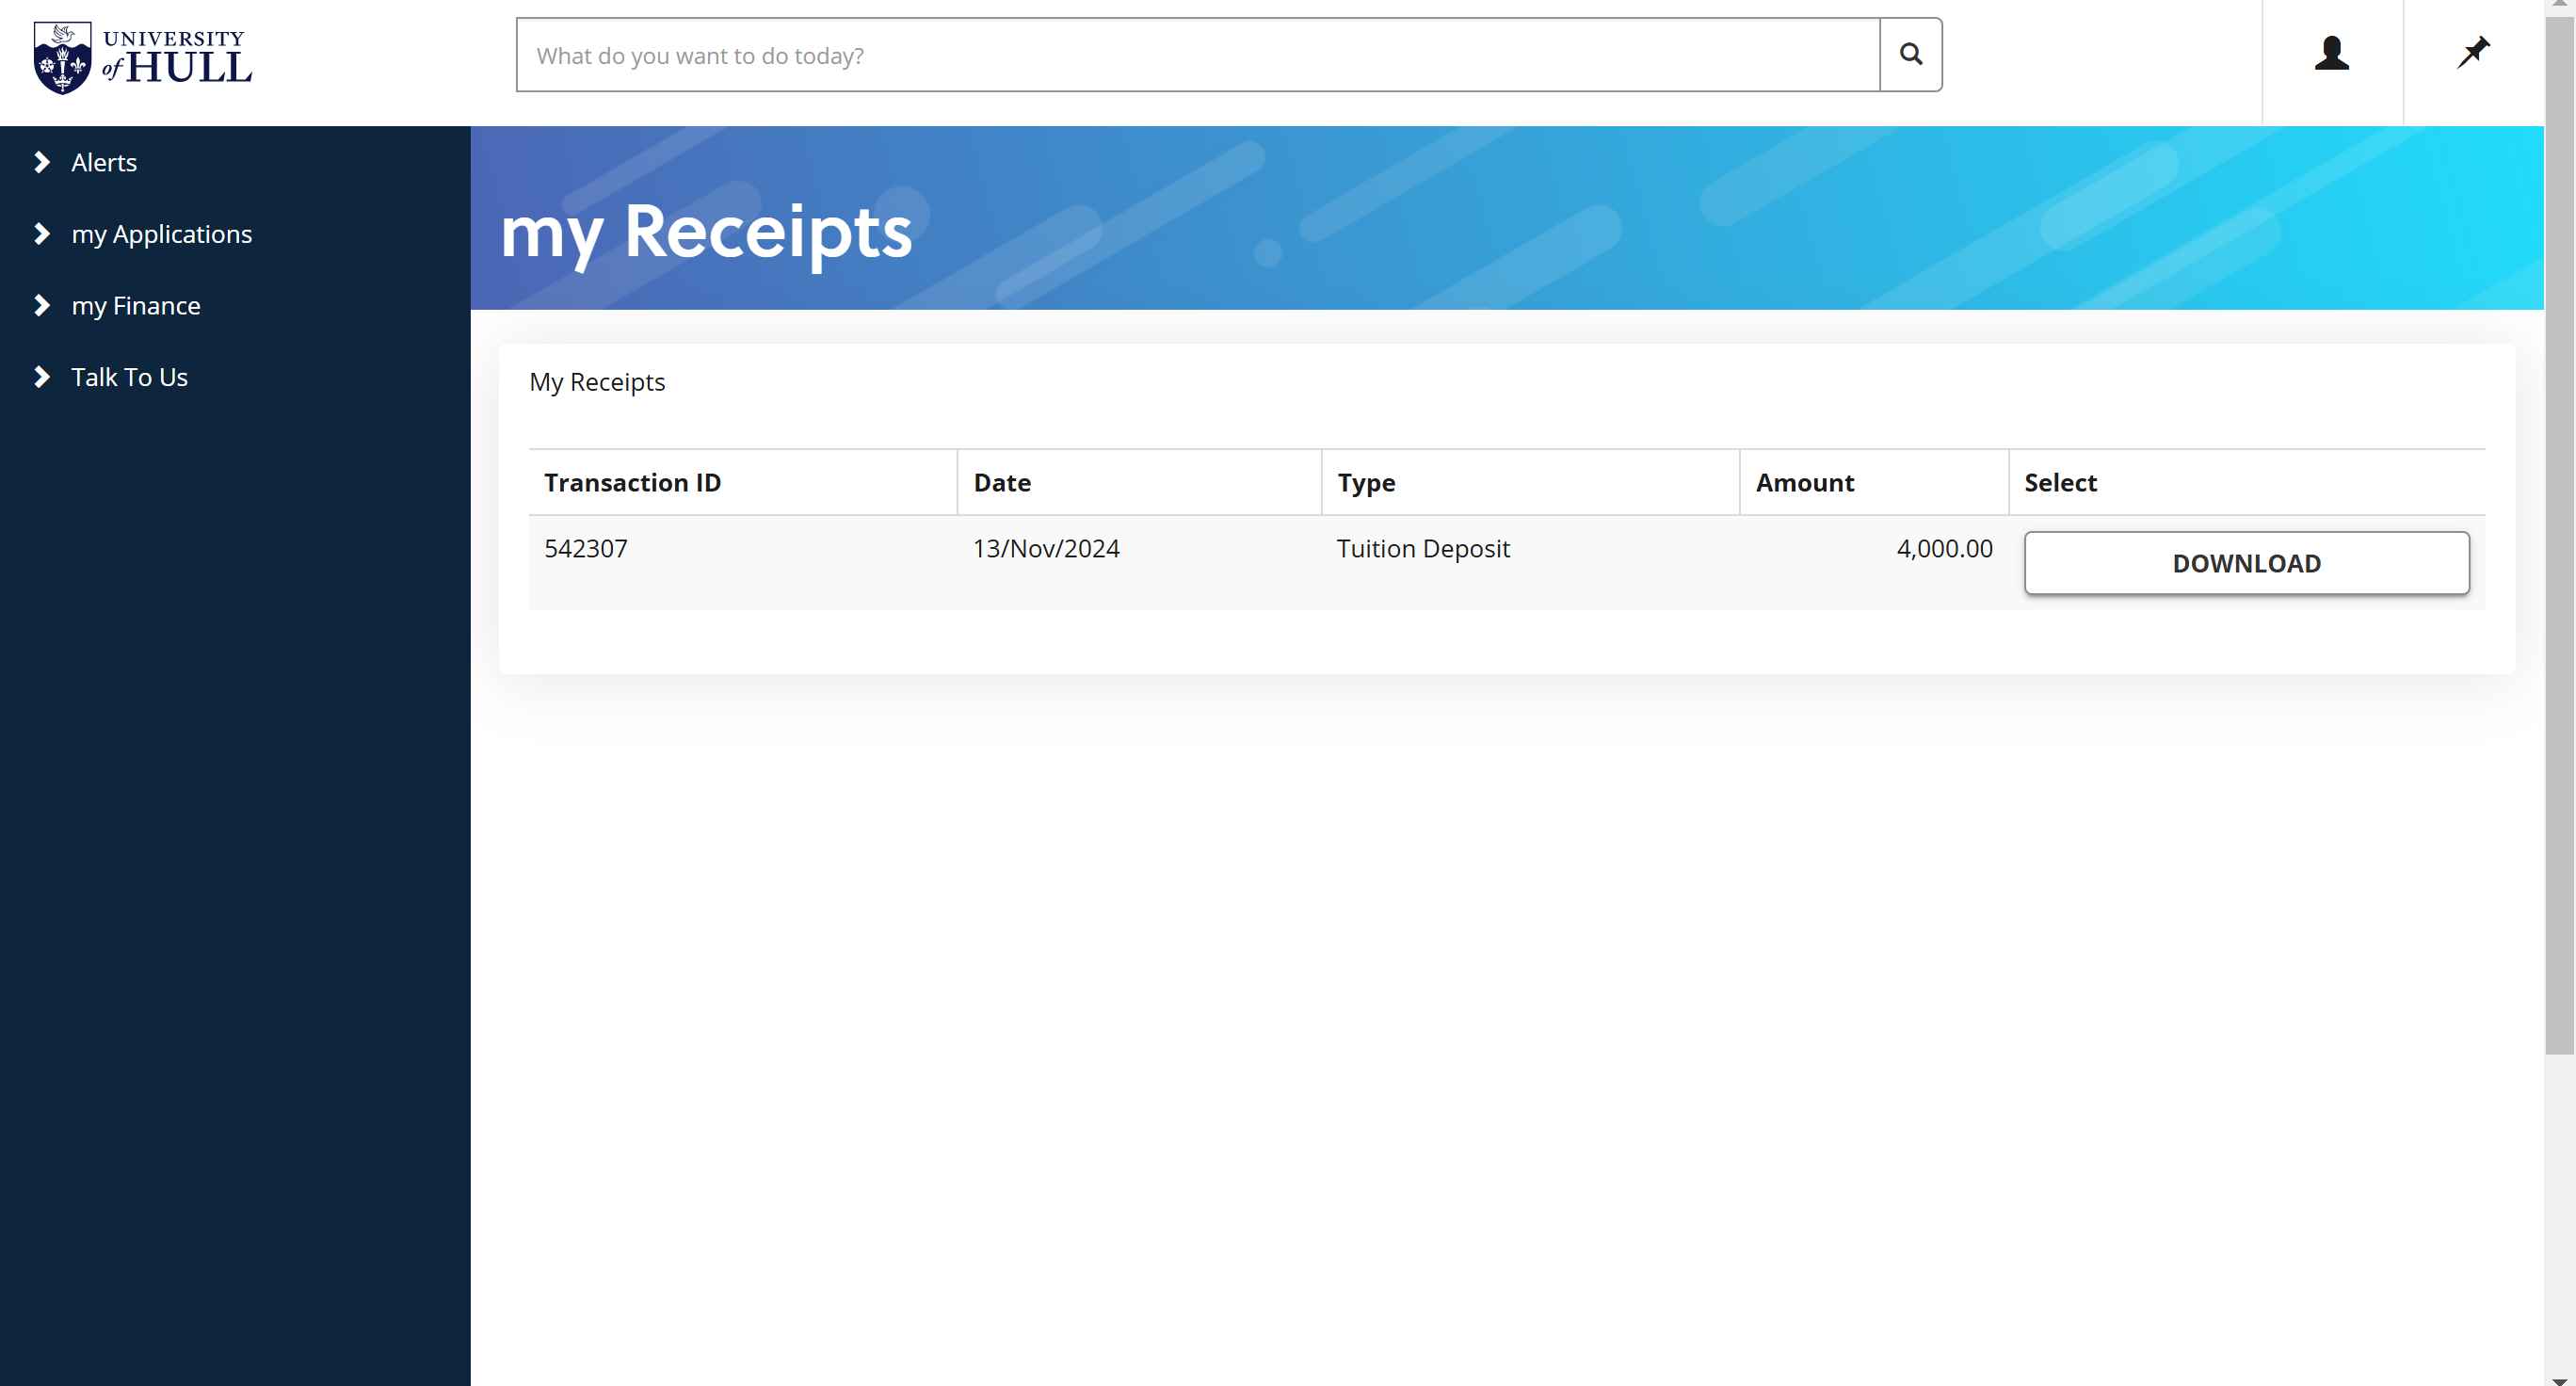 UNIVERSITY
of HULL
What do you want to do today?
Alerts
my Applications
my Finance
Talk To Us
my Receipts
My Receipts
Transaction ID Date Type Amount Select
542307 13/Nov/2024 Tuition Deposit 4,000.00 DOWNLOAD